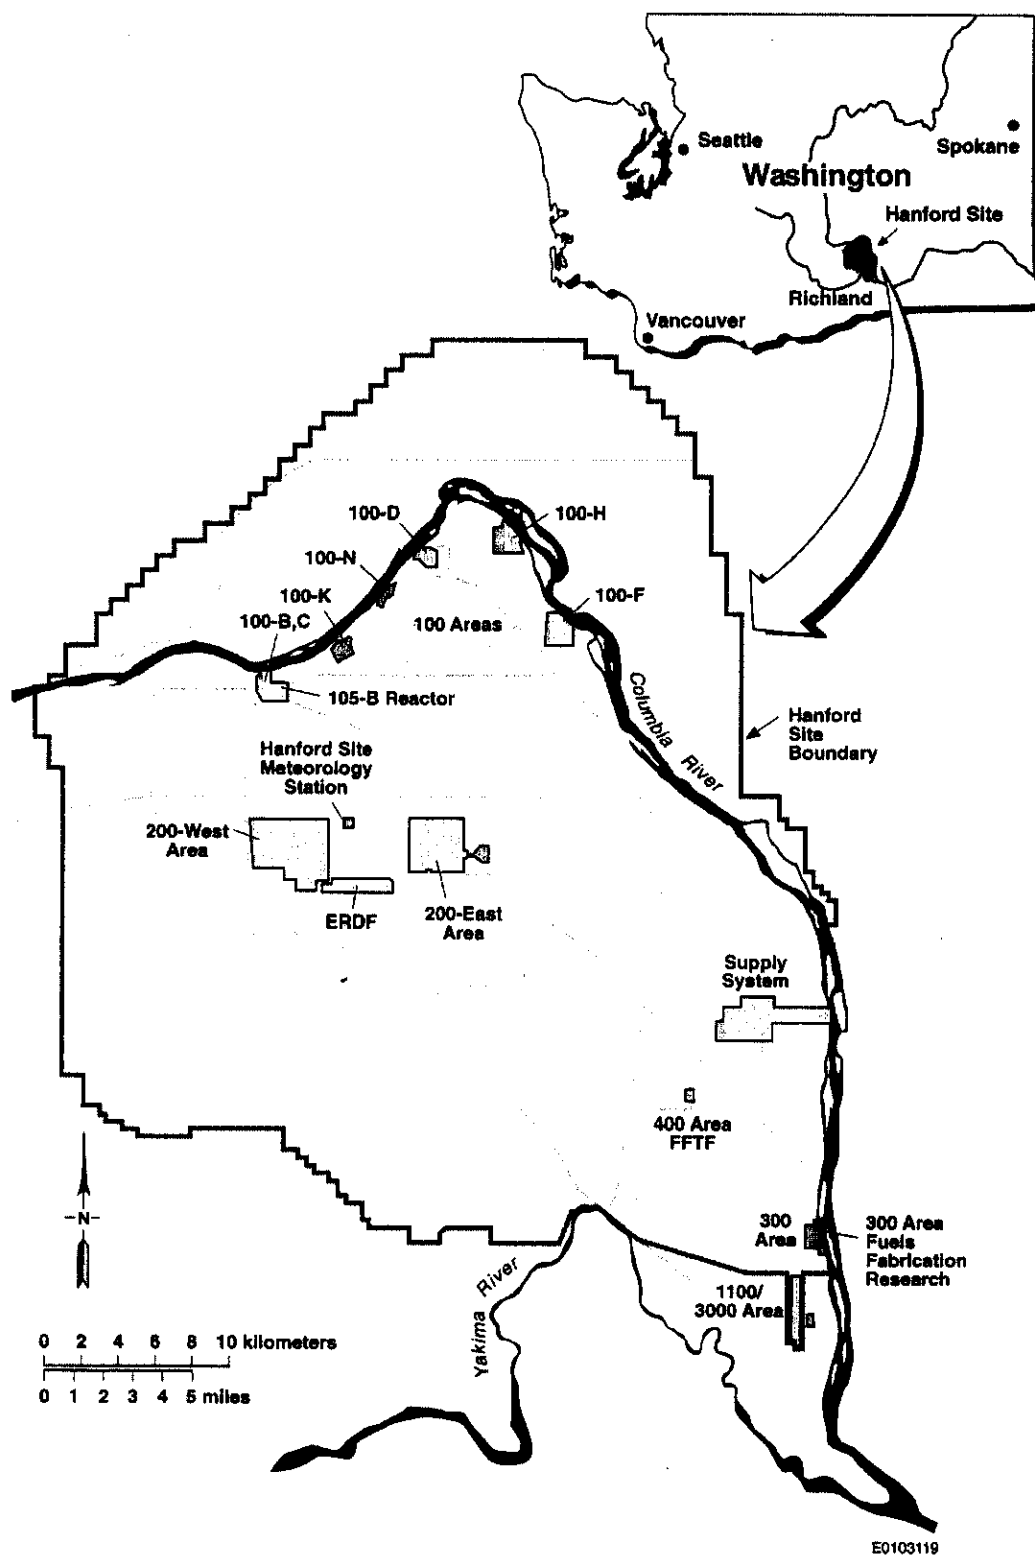 Seattle
Spokane
Washington
Hanford Site
Richland
Vancouver
100-D
100-H
100-N
100-K
100-F
100-B,C
100 Areas
105-B Reactor
Columbia River
Hanford
Site
Boundary
Hanford Site
Meteorology
Station
200-West
Area
ERDF
200-East
Area
Supply
System
400 Area
FFTF
300
Area
300 Area
Fuels
Fabrication
Research
1100/
3000 Area
Yakima River
N
0 2 4 6 8 10 kilometers
0 1 2 3 4 5 miles
E0103119